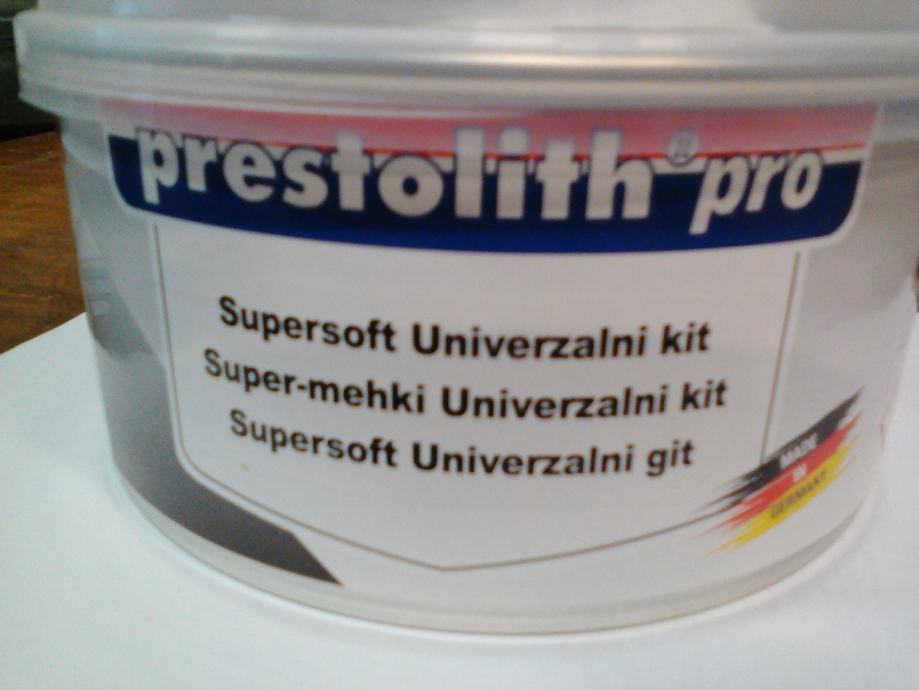 prestolith® pro
Supersoft Univerzalni kit
Super-mehki Univerzalni kit
Supersoft Univerzalni git
MADE
IN
GERMANY